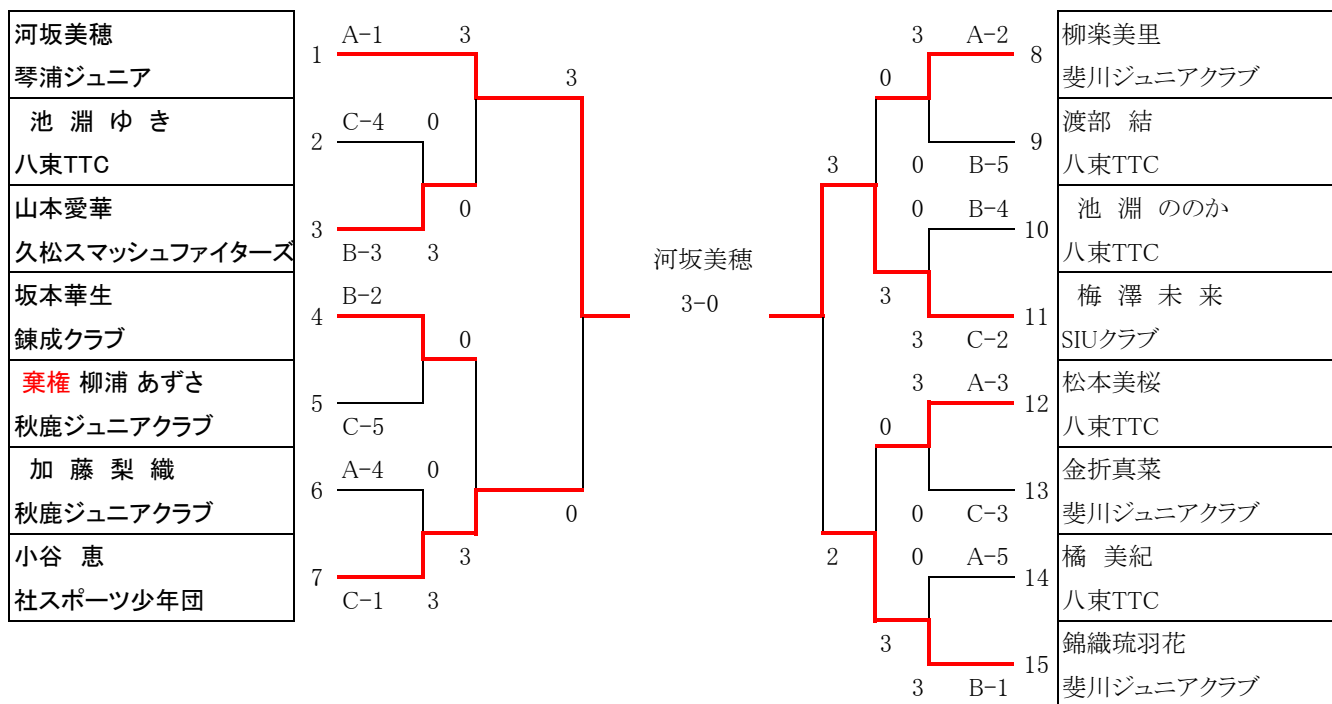 河坂美穂
琴浦ジュニア
池 淵 ゆ き
八束TTC
山本愛華
久松スマッシュファイターズ
坂本華生
錬成クラブ
棄権 柳浦 あずさ
秋鹿ジュニアクラブ
加 藤 梨 織
秋鹿ジュニアクラブ
小谷 恵
社スポーツ少年団
1 A-1 3
3
2 C-4 0
0
3 B-3 3
4 B-2
0
5 C-5
6 A-4 0
0
3
7 C-1 3
河坂美穂
3-0
3 A-2 8
0
9
3 0 B-5
0 B-4
10
3
11
3 C-2
3 A-3
12
0
13
0 C-3
2 0 A-5
14
3
15
3 B-1
柳楽美里
斐川ジュニアクラブ
渡部 結
八束TTC
池 淵 ののか
八束TTC
梅 澤 未 来
SIUクラブ
松本美桜
八束TTC
金折真菜
斐川ジュニアクラブ
橘 美紀
八束TTC
錦織琉羽花
斐川ジュニアクラブ